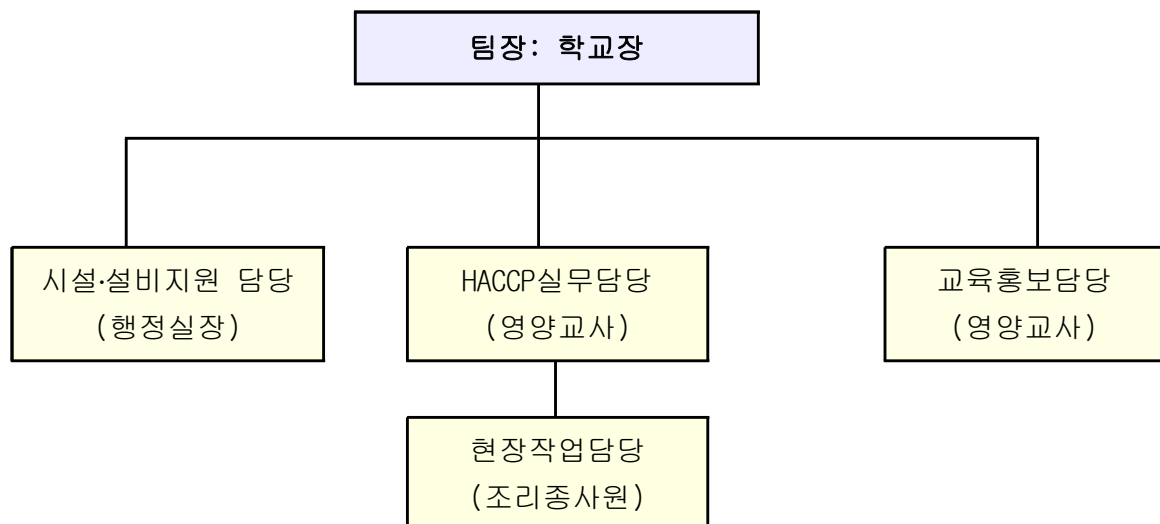 팀장: 학교장
시설·설비지원 담당
(행정실장)
HACCP실무담당
(영양교사)
교육홍보담당
(영양교사)
현장작업담당
(조리종사원)